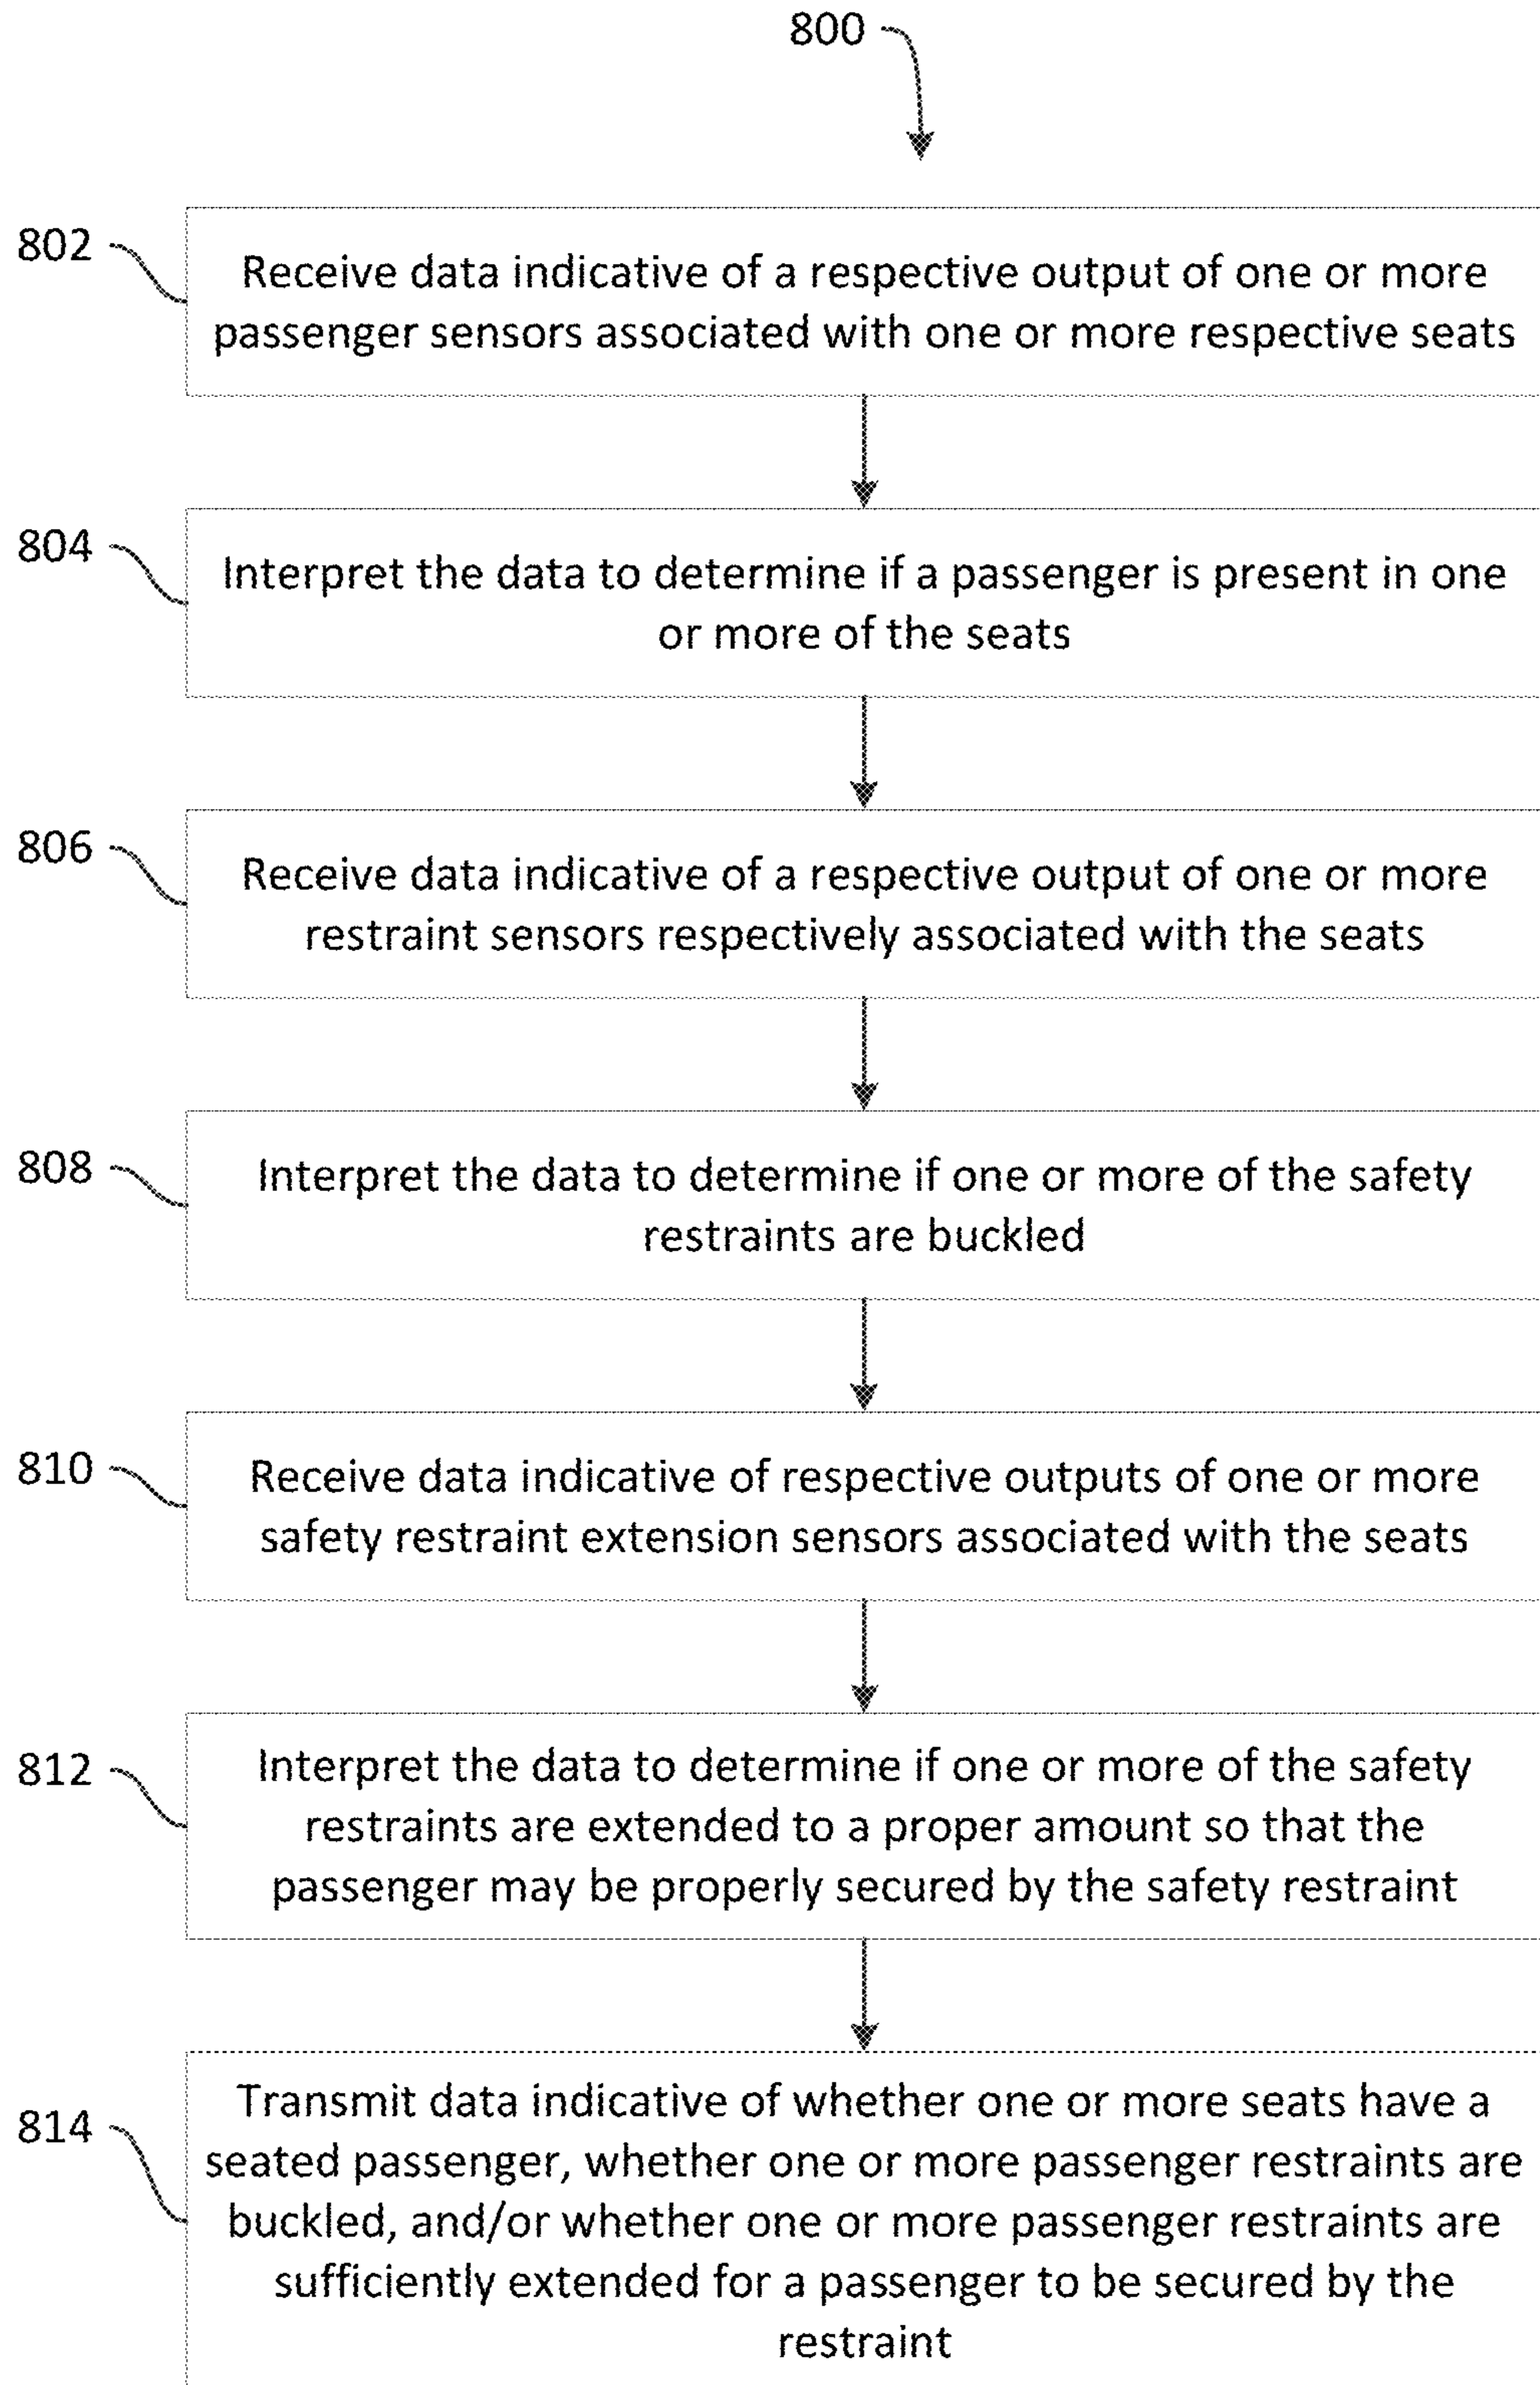 800
802
Receive data indicative of a respective output of one or more
passenger sensors associated with one or more respective seats
804
Interpret the data to determine if a passenger is present in one
or more of the seats
806
Receive data indicative of a respective output of one or more
restraint sensors respectively associated with the seats
808
Interpret the data to determine if one or more of the safety
restraints are buckled
810
Receive data indicative of respective outputs of one or more
safety restraint extension sensors associated with the seats
812
Interpret the data to determine if one or more of the safety
restraints are extended to a proper amount so that the
passenger may be properly secured by the safety restraint
814
Transmit data indicative of whether one or more seats have a
seated passenger, whether one or more passenger restraints are
buckled, and/or whether one or more passenger restraints are
sufficiently extended for a passenger to be secured by the
restraint